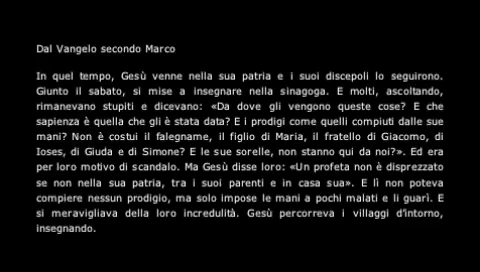 Dal Vangelo secondo Marco
In quel tempo, Gesù venne nella sua patria e i suoi discepoli lo seguirono.
Giunto il sabato, si mise a insegnare nella sinagoga. E molti, ascoltando,
rimanevano stupiti e dicevano: «Da dove gli vengono queste cose? E che
sapienza è quella che gli è stata data? E i prodigi come quelli compiuti dalle sue
mani? Non è costui il falegname, il figlio di Maria, il fratello di Giacomo, di
Ioses, di Giuda e di Simone? E le sue sorelle, non stanno qui da noi?». Ed era
per loro motivo di scandalo. Ma Gesù disse loro: «Un profeta non è disprezzato
se non nella sua patria, tra i suoi parenti e in casa sua». E lì non poteva
compiere nessun prodigio, ma solo impose le mani a pochi malati e li guarì. E
si meravigliava della loro incredulità. Gesù percorreva i villaggi d'intorno,
insegnando.